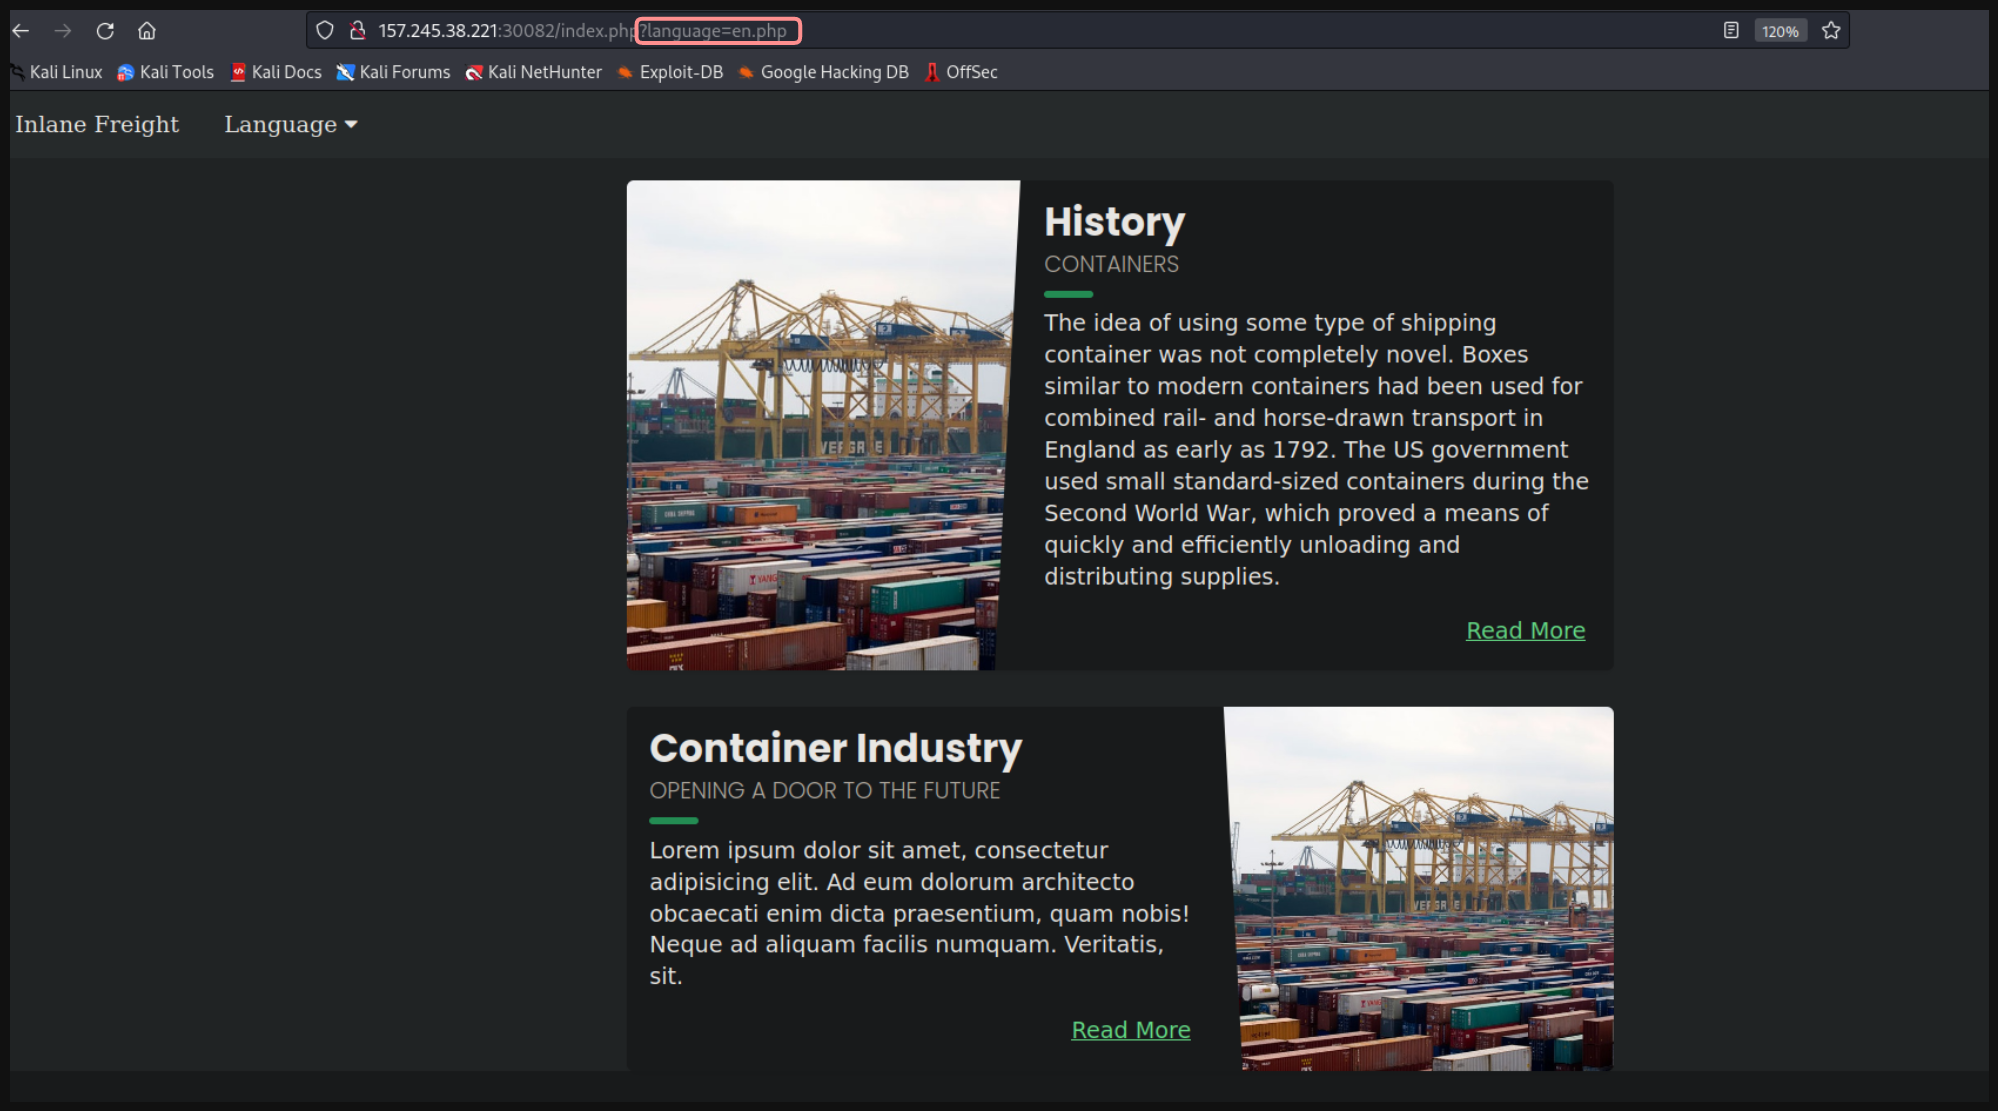 157.245.38.221:30082/index.php?language=en.php
120%
Kali Linux Kali Tools Kali Docs Kali Forums Kali NetHunter Exploit-DB Google Hacking DB OffSec
Inlane Freight Language
History
CONTAINERS
The idea of using some type of shipping
container was not completely novel. Boxes
similar to modern containers had been used for
combined rail- and horse-drawn transport in
England as early as 1792. The US government
used small standard-sized containers during the
Second World War, which proved a means of
quickly and efficiently unloading and
distributing supplies.
Read More
Container Industry
OPENING A DOOR TO THE FUTURE
Lorem ipsum dolor sit amet, consectetur
adipisicing elit. Ad eum dolorum architecto
obcaecati enim dicta praesentium, quam nobis!
Neque ad aliquam facilis numquam. Veritatis,
sit.
Read More